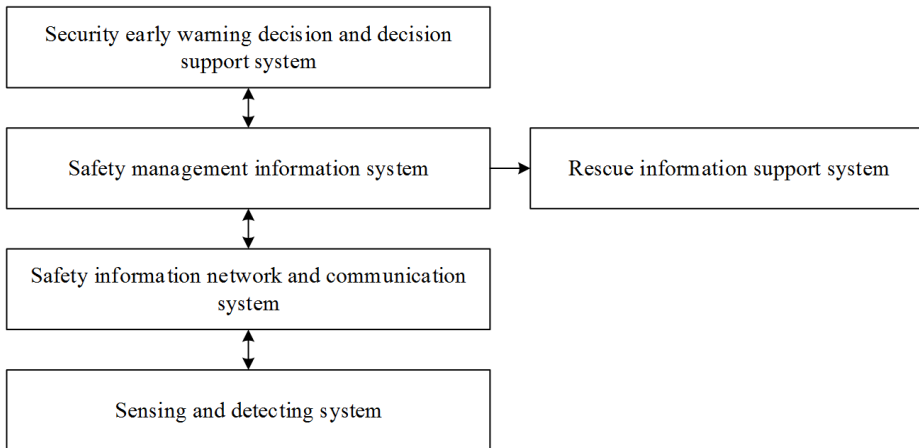 Security early warning decision and decision
support system
Safety management information system
Rescue information support system
Safety information network and communication
system
Sensing and detecting system